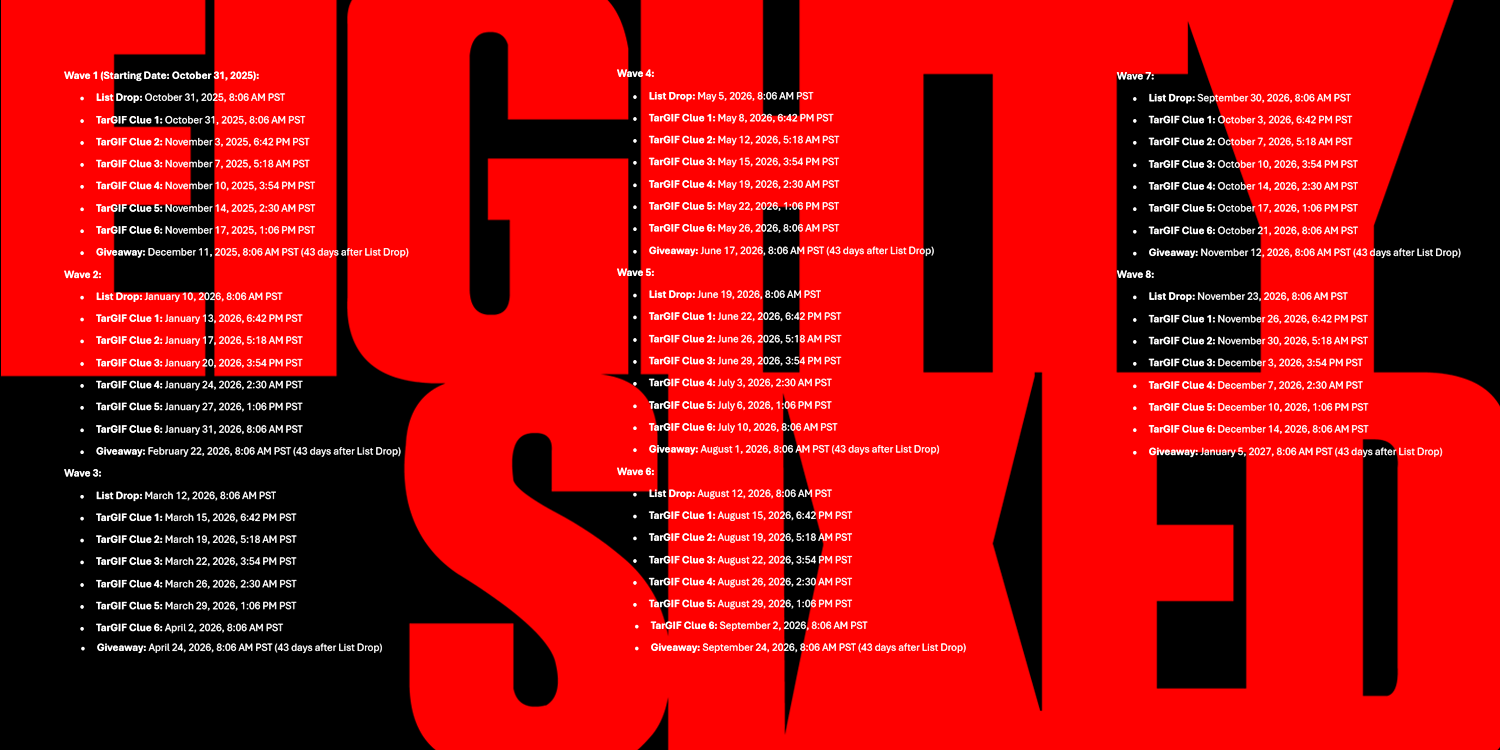 EIGHTY
SIXED
Wave 1 (Starting Date: October 31, 2025):
• List Drop: October 31, 2025, 8:06 AM PST
• TarGIF Clue 1: October 31, 2025, 8:06 AM PST
• TarGIF Clue 2: November 3, 2025, 6:42 PM PST
• TarGIF Clue 3: November 7, 2025, 5:18 AM PST
• TarGIF Clue 4: November 10, 2025, 3:54 PM PST
• TarGIF Clue 5: November 14, 2025, 2:30 AM PST
• TarGIF Clue 6: November 17, 2025, 1:06 PM PST
• Giveaway: December 11, 2025, 8:06 AM PST (43 days after List Drop)
Wave 2:
• List Drop: January 10, 2026, 8:06 AM PST
• TarGIF Clue 1: January 13, 2026, 6:42 PM PST
• TarGIF Clue 2: January 17, 2026, 5:18 AM PST
• TarGIF Clue 3: January 20, 2026, 3:54 PM PST
• TarGIF Clue 4: January 24, 2026, 2:30 AM PST
• TarGIF Clue 5: January 27, 2026, 1:06 PM PST
• TarGIF Clue 6: January 31, 2026, 8:06 AM PST
• Giveaway: February 22, 2026, 8:06 AM PST (43 days after List Drop)
Wave 3:
• List Drop: March 12, 2026, 8:06 AM PST
• TarGIF Clue 1: March 15, 2026, 6:42 PM PST
• TarGIF Clue 2: March 19, 2026, 5:18 AM PST
• TarGIF Clue 3: March 22, 2026, 3:54 PM PST
• TarGIF Clue 4: March 26, 2026, 2:30 AM PST
• TarGIF Clue 5: March 29, 2026, 1:06 PM PST
• TarGIF Clue 6: April 2, 2026, 8:06 AM PST
• Giveaway: April 24, 2026, 8:06 AM PST (43 days after List Drop)
Wave 4:
• List Drop: May 5, 2026, 8:06 AM PST
• TarGIF Clue 1: May 8, 2026, 6:42 PM PST
• TarGIF Clue 2: May 12, 2026, 5:18 AM PST
• TarGIF Clue 3: May 15, 2026, 3:54 PM PST
• TarGIF Clue 4: May 19, 2026, 2:30 AM PST
• TarGIF Clue 5: May 22, 2026, 1:06 PM PST
• TarGIF Clue 6: May 26, 2026, 8:06 AM PST
• Giveaway: June 17, 2026, 8:06 AM PST (43 days after List Drop)
Wave 5:
• List Drop: June 19, 2026, 8:06 AM PST
• TarGIF Clue 1: June 22, 2026, 6:42 PM PST
• TarGIF Clue 2: June 26, 2026, 5:18 AM PST
• TarGIF Clue 3: June 29, 2026, 3:54 PM PST
• TarGIF Clue 4: July 3, 2026, 2:30 AM PST
• TarGIF Clue 5: July 6, 2026, 1:06 PM PST
• TarGIF Clue 6: July 10, 2026, 8:06 AM PST
• Giveaway: August 1, 2026, 8:06 AM PST (43 days after List Drop)
Wave 6:
• List Drop: August 12, 2026, 8:06 AM PST
• TarGIF Clue 1: August 15, 2026, 6:42 PM PST
• TarGIF Clue 2: August 19, 2026, 5:18 AM PST
• TarGIF Clue 3: August 22, 2026, 3:54 PM PST
• TarGIF Clue 4: August 26, 2026, 2:30 AM PST
• TarGIF Clue 5: August 29, 2026, 1:06 PM PST
• TarGIF Clue 6: September 2, 2026, 8:06 AM PST
• Giveaway: September 24, 2026, 8:06 AM PST (43 days after List Drop)
Wave 7:
• List Drop: September 30, 2026, 8:06 AM PST
• TarGIF Clue 1: October 3, 2026, 6:42 PM PST
• TarGIF Clue 2: October 7, 2026, 5:18 AM PST
• TarGIF Clue 3: October 10, 2026, 3:54 PM PST
• TarGIF Clue 4: October 14, 2026, 2:30 AM PST
• TarGIF Clue 5: October 17, 2026, 1:06 PM PST
• TarGIF Clue 6: October 21, 2026, 8:06 AM PST
• Giveaway: November 12, 2026, 8:06 AM PST (43 days after List Drop)
Wave 8:
• List Drop: November 23, 2026, 8:06 AM PST
• TarGIF Clue 1: November 26, 2026, 6:42 PM PST
• TarGIF Clue 2: November 30, 2026, 5:18 AM PST
• TarGIF Clue 3: December 3, 2026, 3:54 PM PST
• TarGIF Clue 4: December 7, 2026, 2:30 AM PST
• TarGIF Clue 5: December 10, 2026, 1:06 PM PST
• TarGIF Clue 6: December 14, 2026, 8:06 AM PST
• Giveaway: January 5, 2027, 8:06 AM PST (43 days after List Drop)